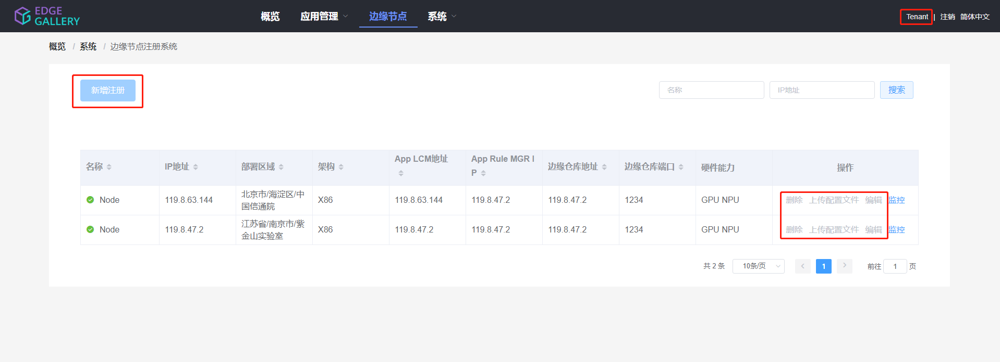 EDGE
GALLERY
概览 应用管理 边缘节点 系统
Tenant | 注销 简体中文
概览 / 系统 / 边缘节点注册系统
新增注册
名称 IP地址 搜索
名称 IP地址 部署区域 架构 App LCM地址 App Rule MGR I
P 边缘仓库地址 边缘仓库端口 硬件能力 操作
Node 119.8.63.144 北京市/海淀区/中
国信通院 X86 119.8.63.144 119.8.47.2 119.8.47.2 1234 GPU NPU 删除 上传配置文件 编辑 监控
Node 119.8.47.2 江苏省/南京市/紫
金山实验室 X86 119.8.47.2 119.8.47.2 119.8.47.2 1234 GPU NPU 删除 上传配置文件 编辑 监控
共 2 条 10条/页 1 前往 1 页